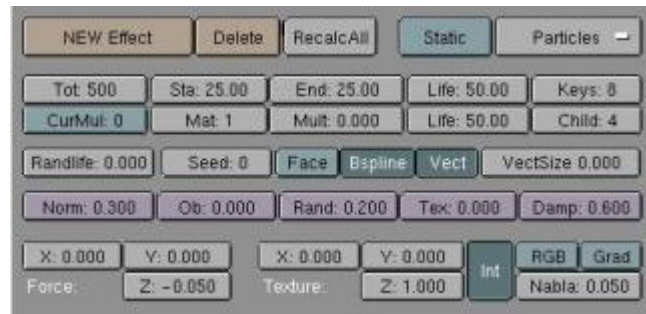 NEW Effect Delete RecalcAll Static Particles
Tot: 500 Sta: 25.00 End: 25.00 Life: 50.00 Keys: 8
CurMul: 0 Mat: 1 Mult: 0.000 Life: 50.00 Child: 4
Randlife: 0.000 Seed: 0 Face Bspline Vect VectSize 0.000
Norm: 0.300 Ob: 0.000 Rand: 0.200 Tex: 0.000 Damp: 0.600
X: 0.000 Y: 0.000 X: 0.000 Y: 0.000 Int RGB Grad
Force: Z: -0.050 Texture: Z: 1.000 Nabla: 0.050